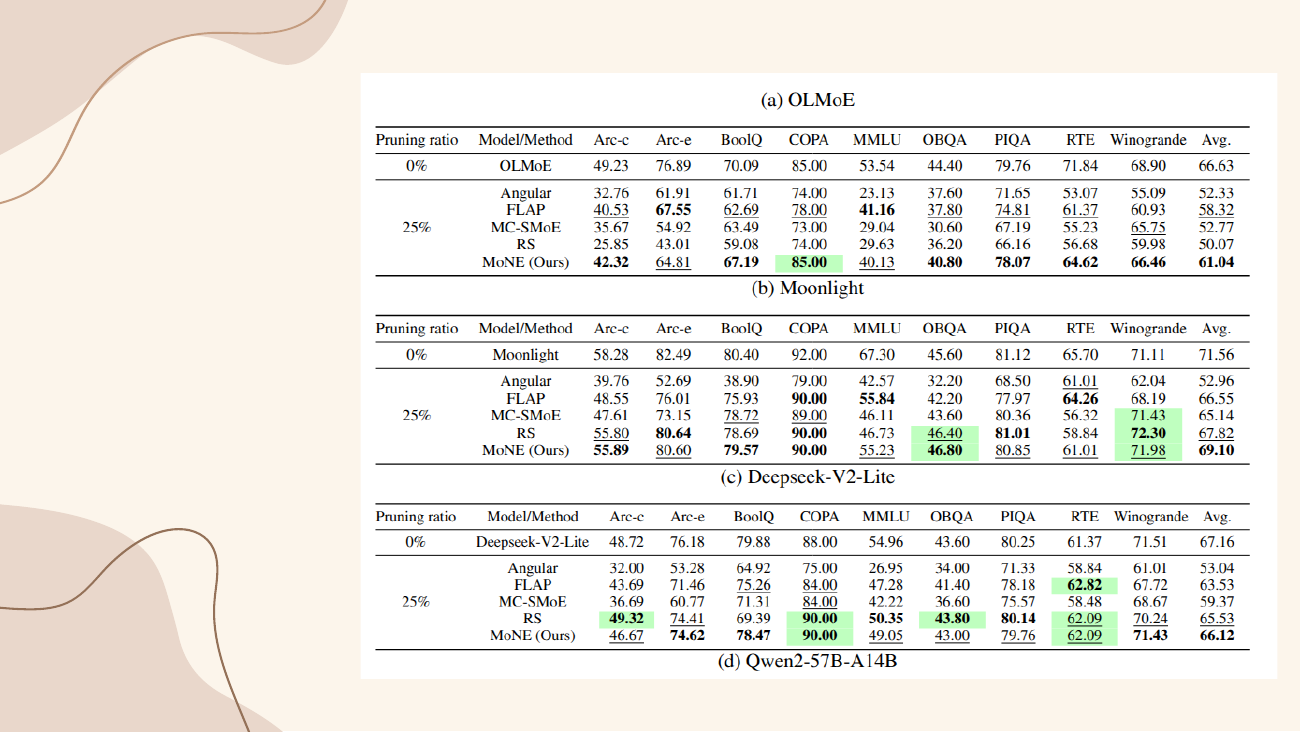 (a) OLMoE
Pruning ratio Model/Method Arc-c Arc-e BoolQ COPA MMLU OBQA PIQA RTE Winogrande Avg.
0% OLMoE 49.23 76.89 70.09 85.00 53.54 44.40 79.76 71.84 68.90 66.63
Angular 32.76 61.91 61.71 74.00 23.13 37.60 71.65 53.07 55.09 52.33
FLAP 40.53 67.55 62.69 78.00 41.16 37.80 74.81 61.37 60.93 58.32
25% MC-SMoE 35.67 54.92 63.49 73.00 29.04 30.60 67.19 55.23 65.75 52.77
RS 25.85 43.01 59.08 74.00 29.63 36.20 66.16 56.68 59.98 50.07
MoNE (Ours) 42.32 64.81 67.19 85.00 40.13 40.80 78.07 64.62 66.46 61.04
(b) Moonlight
Pruning ratio Model/Method Arc-c Arc-e BoolQ COPA MMLU OBQA PIQA RTE Winogrande Avg.
0% Moonlight 58.28 82.49 80.40 92.00 67.30 45.60 81.12 65.70 71.11 71.56
Angular 39.76 52.69 38.90 79.00 42.57 32.20 68.50 61.01 62.04 52.96
FLAP 48.55 76.01 75.93 90.00 55.84 42.20 77.97 64.26 68.19 66.55
25% MC-SMoE 47.61 73.15 78.72 89.00 46.11 43.60 80.36 56.32 71.43 65.14
RS 55.80 80.64 78.69 90.00 46.73 46.40 81.01 58.84 72.30 67.82
MoNE (Ours) 55.89 80.60 79.57 90.00 55.23 46.80 80.85 61.01 71.98 69.10
(c) Deepseek-V2-Lite
Pruning ratio Model/Method Arc-c Arc-e BoolQ COPA MMLU OBQA PIQA RTE Winogrande Avg.
0% Deepseek-V2-Lite 48.72 76.18 79.88 88.00 54.96 43.60 80.25 61.37 71.51 67.16
Angular 32.00 53.28 64.92 75.00 26.95 34.00 71.33 58.84 61.01 53.04
FLAP 43.69 71.46 75.26 84.00 47.28 41.40 78.18 62.82 67.72 63.53
25% MC-SMoE 36.69 60.77 71.31 84.00 42.22 36.60 75.57 58.48 68.67 59.37
RS 49.32 74.41 69.39 90.00 50.35 43.80 80.14 62.09 70.24 65.53
MoNE (Ours) 46.67 74.62 78.47 90.00 49.05 43.00 79.76 62.09 71.43 66.12
(d) Qwen2-57B-A14B